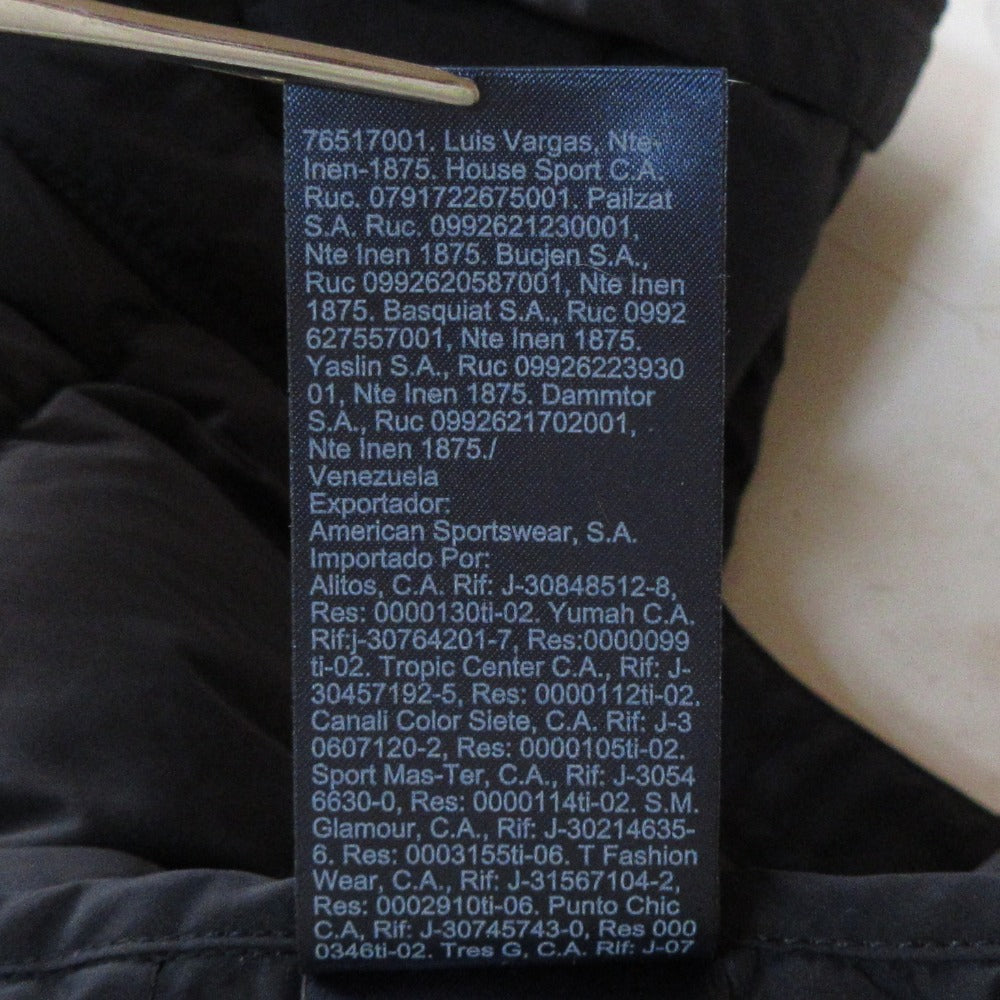 76517001. Luis Vargas, Nte-
Inen-1875. House Sport C.A.
Ruc. 0791722675001. Pailzat
S.A. Ruc. 0992621230001,
Nte Inen 1875. Bucjen S.A.,
Ruc 0992620587001, Nte Inen
1875. Basquiat S.A., Ruc 0992
627557001, Nte Inen 1875.
Yaslin S.A., Ruc 09926223930
01, Nte Inen 1875. Dammtor
S.A., Ruc 0992621702001,
Nte Inen 1875./
Venezuela
Exportador:
American Sportswear, S.A.
Importado Por:
Alitos, C.A. Rif: J-30848512-8,
Res: 0000130ti-02. Yumah C.A.
Rif:j-30764201-7, Res:0000099
ti-02. Tropic Center C.A., Rif: J-
30457192-5, Res: 0000112ti-02.
Canali Color Siete, C.A. Rif: J-3
0607120-2, Res: 0000105ti-02.
Sport Mas-Ter, C.A., Rif: J-3054
6630-0, Res: 0000114ti-02. S.M.
Glamour, C.A., Rif: J-30214635-
6. Res: 0003155ti-06. T Fashion
Wear, C.A., Rif: J-31567104-2,
Res: 0002910ti-06. Punto Chic
C.A, Rif: J-30745743-0, Res 000
0346ti-02. Tres G, C.A. Rif: J-07